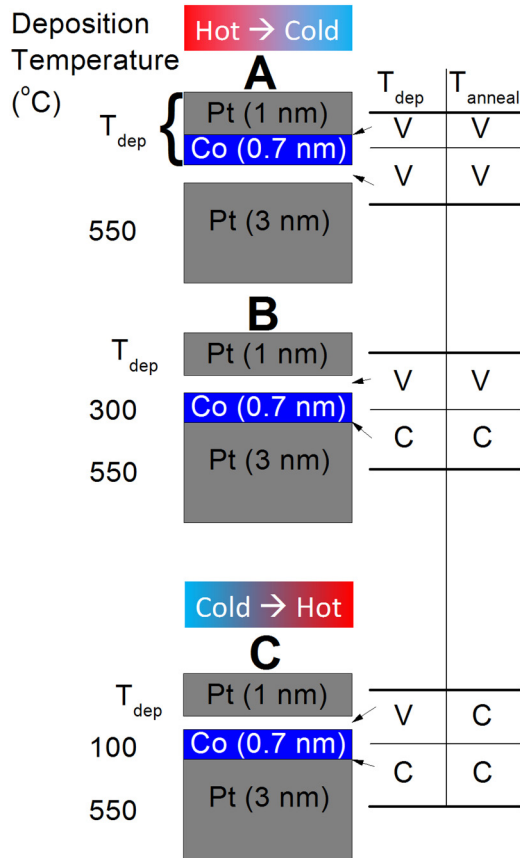 Deposition
Temperature
(°C)
Hot → Cold
A
T_dep
T_anneal
T_dep
{
Pt (1 nm)
Co (0.7 nm)
V V
V V
550
Pt (3 nm)
B
T_dep
Pt (1 nm)
V V
300
Co (0.7 nm)
C C
550
Pt (3 nm)
Cold → Hot
C
T_dep
Pt (1 nm)
V C
100
Co (0.7 nm)
C C
550
Pt (3 nm)